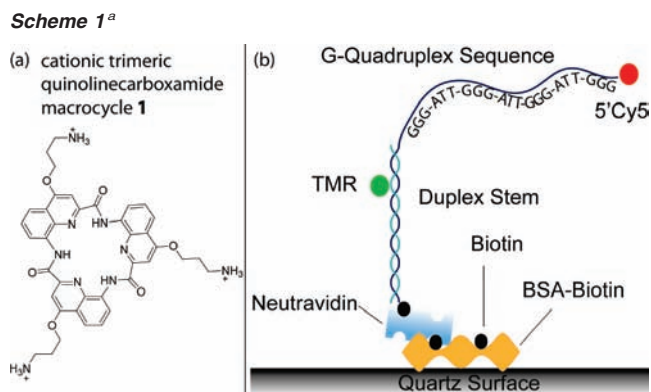 Scheme 1ᵃ
(a) cationic trimeric
quinolinecarboxamide
macrocycle 1
NH₃
+
O
N
O
NH
HN
N
O
O
N
HN
O
O
NH₃
+
H₃N
+
(b)
G-Quadruplex Sequence
GGG-ATT-GGG-ATT-GGG-ATT-GGG
5'Cy5
TMR
Duplex Stem
Biotin
Neutravidin
BSA-Biotin
Quartz Surface